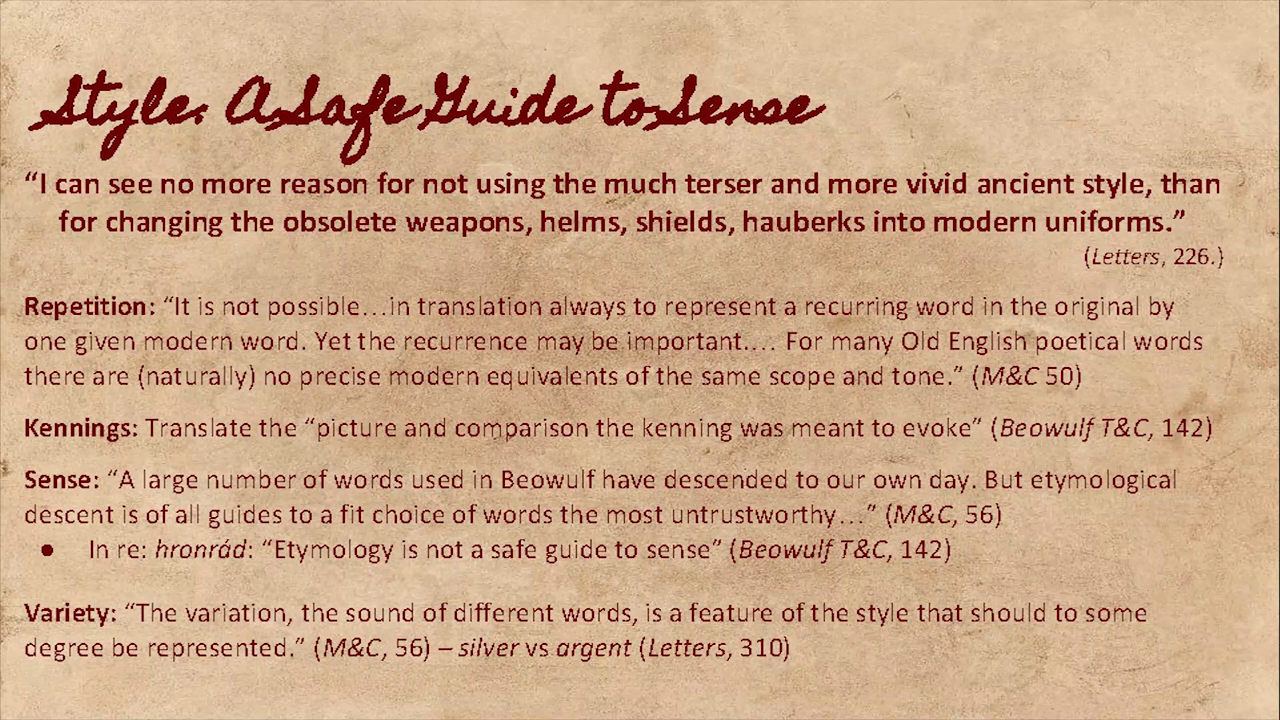 Style: A Safe Guide to Sense
“I can see no more reason for not using the much terser and more vivid ancient style, than
for changing the obsolete weapons, helms, shields, hauberks into modern uniforms.”
(Letters, 226.)
Repetition: “It is not possible…in translation always to represent a recurring word in the original by
one given modern word. Yet the recurrence may be important.… For many Old English poetical words
there are (naturally) no precise modern equivalents of the same scope and tone.” (M&C 50)
Kennings: Translate the “picture and comparison the kenning was meant to evoke” (Beowulf T&C, 142)
Sense: “A large number of words used in Beowulf have descended to our own day. But etymological
descent is of all guides to a fit choice of words the most untrustworthy…” (M&C, 56)
● In re: hronrád: “Etymology is not a safe guide to sense” (Beowulf T&C, 142)
Variety: “The variation, the sound of different words, is a feature of the style that should to some
degree be represented.” (M&C, 56) – silver vs argent (Letters, 310)